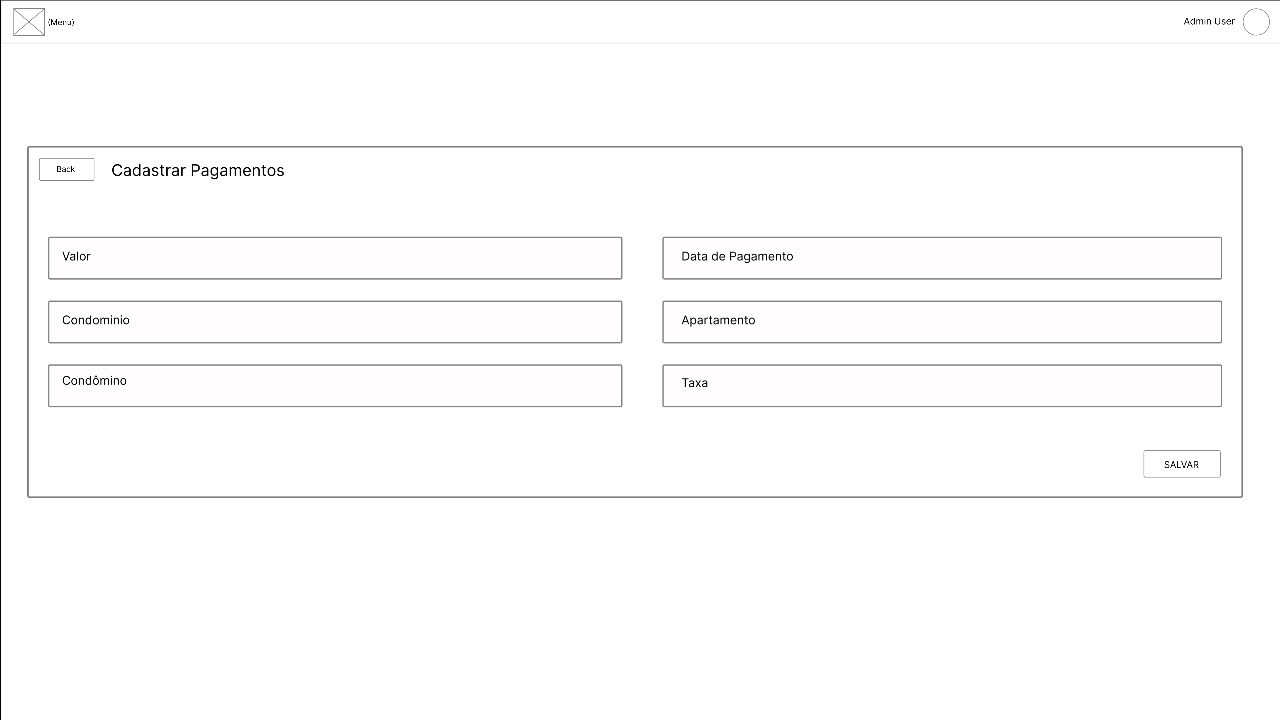 (Menu)
Admin User
Back
Cadastrar Pagamentos
Valor
Data de Pagamento
Condominio
Apartamento
Condômino
Taxa
SALVAR